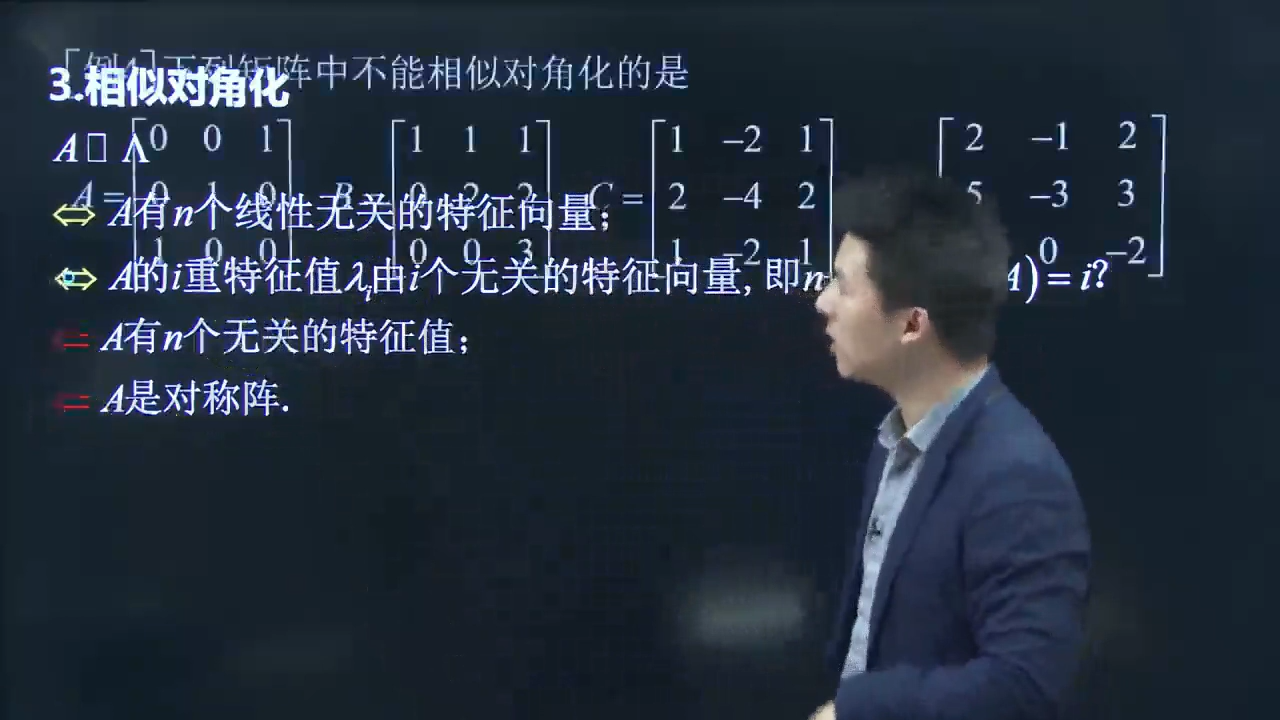 [例4]下列矩阵中不能相似对角化的是
3.相似对角化
A□Λ
A= [0 0 1; 0 1 0; 1 0 0] B [1 1 1; 0 2 2; 0 0 3] C= [1 -2 1; 2 -4 2; 1 -2 1] [2 -1 2; 5 -3 3; 0 -2]
⇔ A有n个线性无关的特征向量;
⇔ A的i重特征值λi由i个无关的特征向量, 即n A)=i?
⇐ A有n个无关的特征值;
⇐ A是对称阵.